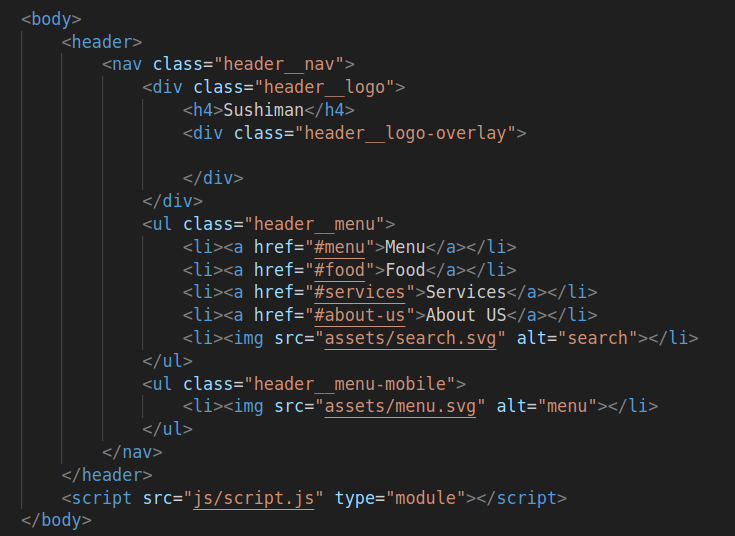 <body>
    <header>
        <nav class="header__nav">
            <div class="header__logo">
                <h4>Sushiman</h4>
                <div class="header__logo-overlay">

                </div>
            </div>
            <ul class="header__menu">
                <li><a href="#menu">Menu</a></li>
                <li><a href="#food">Food</a></li>
                <li><a href="#services">Services</a></li>
                <li><a href="#about-us">About US</a></li>
                <li><img src="assets/search.svg" alt="search"></li>
            </ul>
            <ul class="header__menu-mobile">
                <li><img src="assets/menu.svg" alt="menu"></li>
            </ul>
        </nav>
    </header>
    <script src="js/script.js" type="module"></script>
</body>